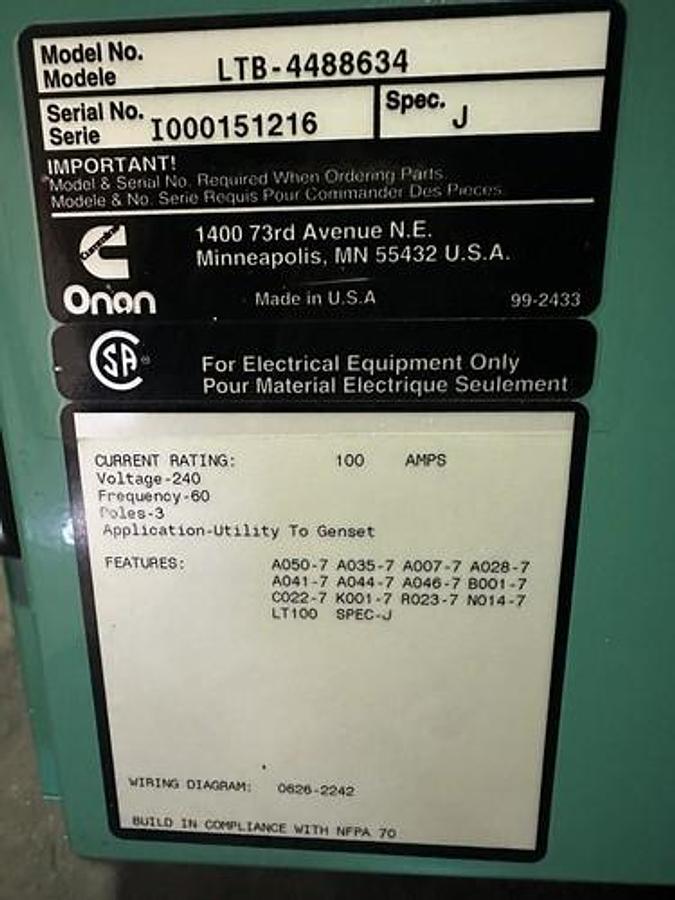 Model No.
Modele
LTB-4488634
Serial No.
Serie
I000151216
Spec.
J
IMPORTANT!
Model & Serial No. Required When Ordering Parts.
Modele & No. Serie Requis Pour Commander Des Pieces.
Cummins
Onan
1400 73rd Avenue N.E.
Minneapolis, MN 55432 U.S.A.
Made in U.S.A
99-2433
SA ®
For Electrical Equipment Only
Pour Material Electrique Seulement
CURRENT RATING: 100 AMPS
Voltage-240
Frequency-60
Poles-3
Application-Utility To Genset
FEATURES: A050-7 A035-7 A007-7 A028-7
A041-7 A044-7 A046-7 B001-7
C022-7 K001-7 R023-7 N014-7
LT100 SPEC-J
WIRING DIAGRAM: 0626-2242
BUILD IN COMPLIANCE WITH NFPA 70